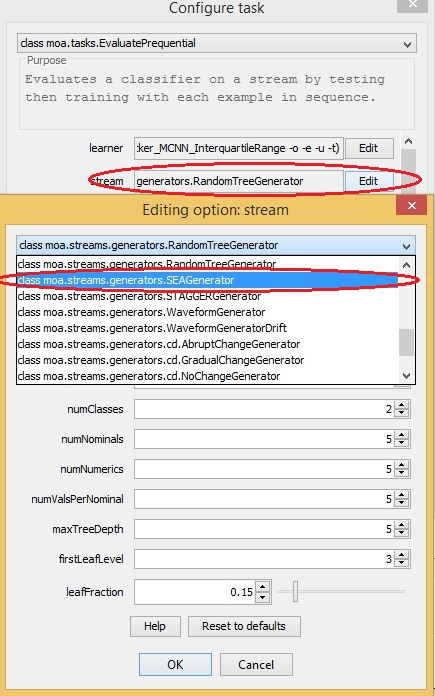 Configure task
class moa.tasks.EvaluatePrequential
Purpose
Evaluates a classifier on a stream by testing
then training with each example in sequence.
learner :ker_MCNN_InterquartileRange -o -e -u -t) Edit
stream generators.RandomTreeGenerator Edit
Editing option: stream
class moa.streams.generators.RandomTreeGenerator
class moa.streams.generators.RandomTreeGenerator
class moa.streams.generators.SEAGenerator
class moa.streams.generators.STAGGERGenerator
class moa.streams.generators.WaveformGenerator
class moa.streams.generators.WaveformGeneratorDrift
class moa.streams.generators.cd.AbruptChangeGenerator
class moa.streams.generators.cd.GradualChangeGenerator
class moa.streams.generators.cd.NoChangeGenerator
numClasses 2
numNominals 5
numNumerics 5
numValsPerNominal 5
maxTreeDepth 5
firstLeafLevel 3
leafFraction 0.15
Help Reset to defaults
OK Cancel